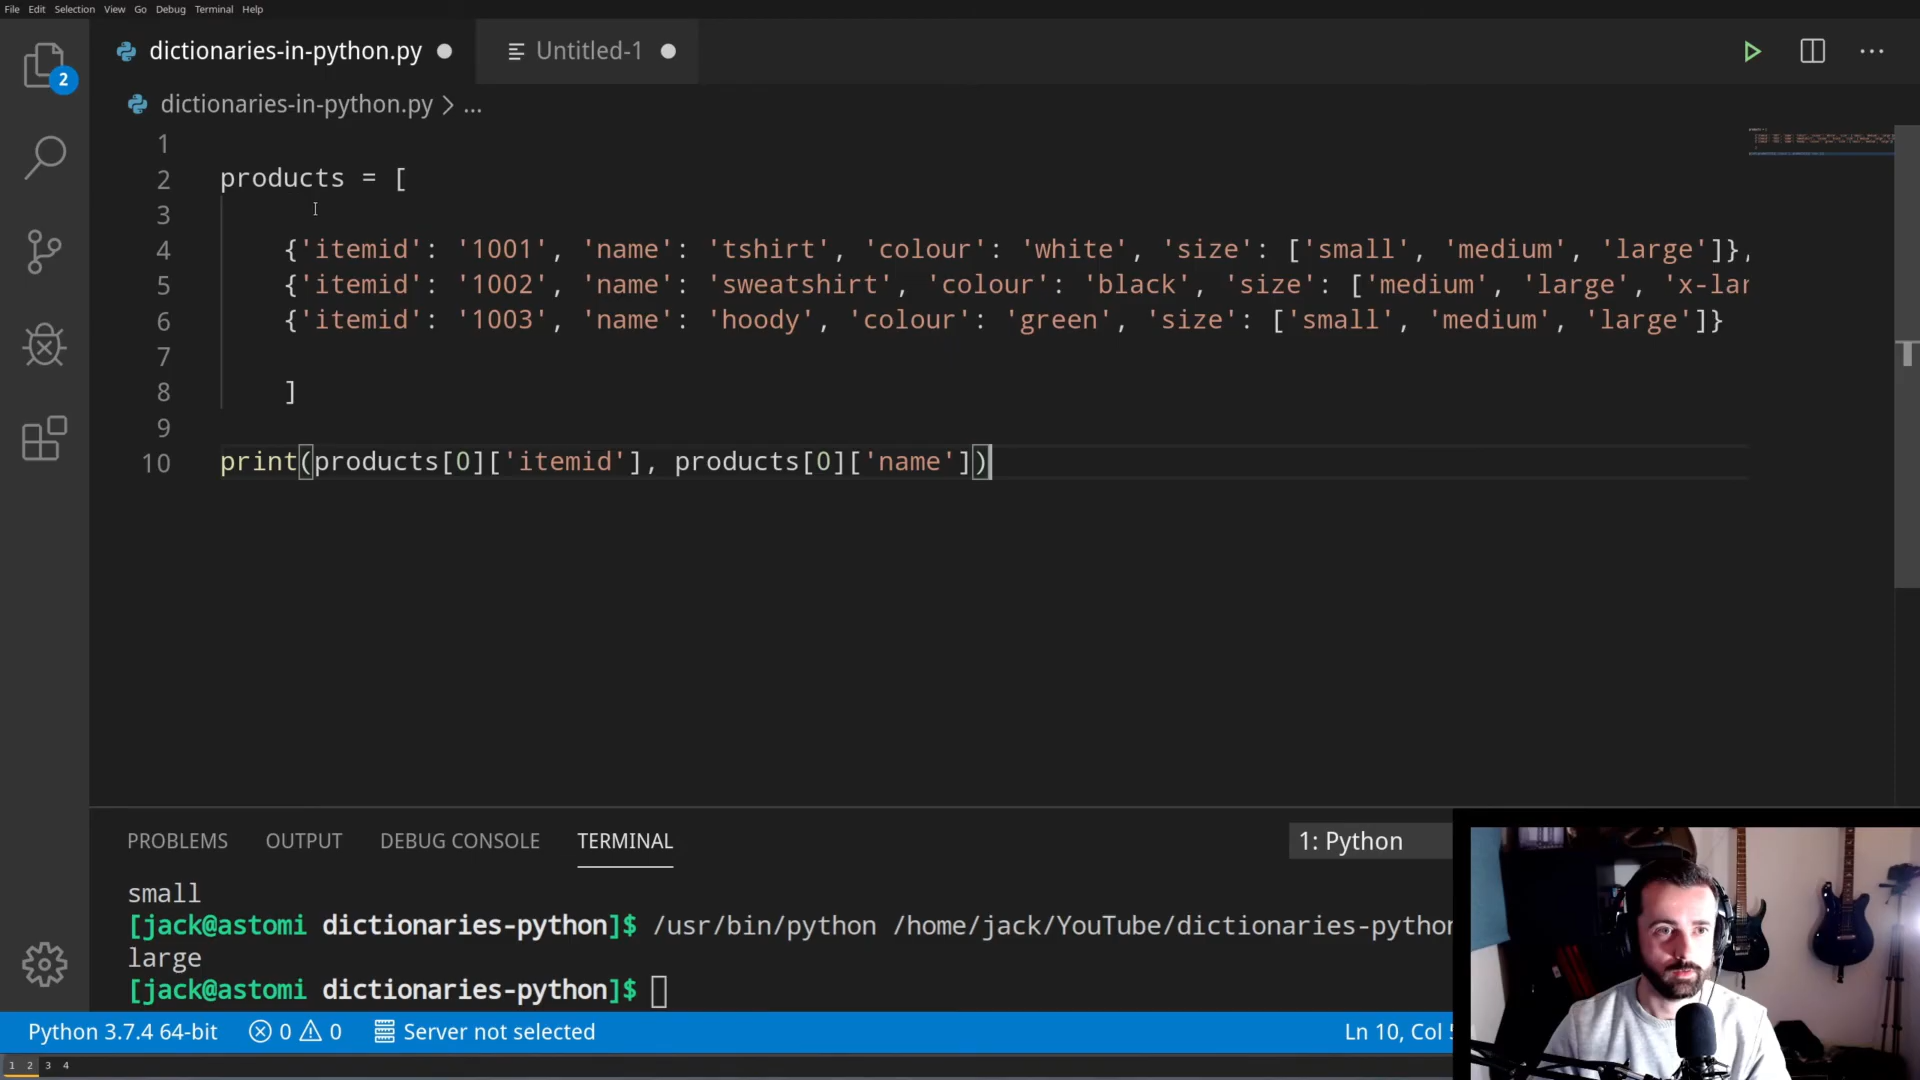 File Edit Selection View Go Debug Terminal Help
dictionaries-in-python.py Untitled-1
2
dictionaries-in-python.py > ...
1
2 products = [
3
4 {'itemid': '1001', 'name': 'tshirt', 'colour': 'white', 'size': ['small', 'medium', 'large']},
5 {'itemid': '1002', 'name': 'sweatshirt', 'colour': 'black', 'size': ['medium', 'large', 'x-lar
6 {'itemid': '1003', 'name': 'hoody', 'colour': 'green', 'size': ['small', 'medium', 'large']}
7
8 ]
9
10 print(products[0]['itemid'], products[0]['name'])
PROBLEMS OUTPUT DEBUG CONSOLE TERMINAL 1: Python
small
[jack@astomi dictionaries-python]$ /usr/bin/python /home/jack/YouTube/dictionaries-python
large
[jack@astomi dictionaries-python]$
Python 3.7.4 64-bit 0 0 Server not selected Ln 10, Col
1 2 3 4